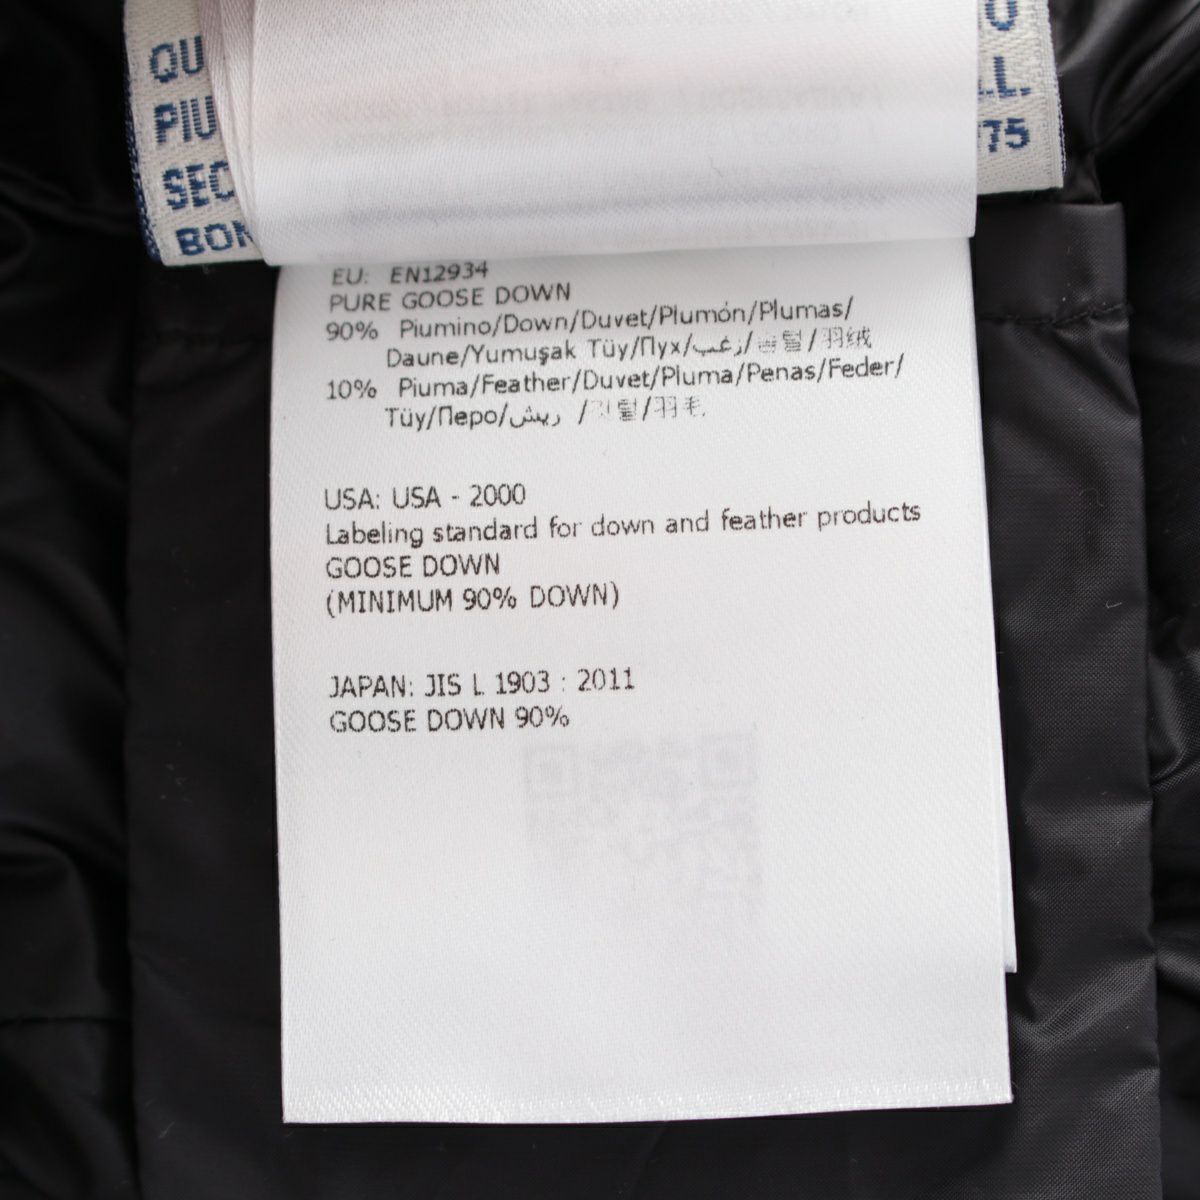 QU
PIU
SEC
BON
O
LL.
75
EU: EN12934
PURE GOOSE DOWN
90% Piumino/Down/Duvet/Plumón/Plumas/
Daune/Yumuşak Tüy/Пух/زغب/솜털/羽绒
10% Piuma/Feather/Duvet/Pluma/Penas/Feder/
Tüy/Перо/ريش /깃털/羽毛
USA: USA - 2000
Labeling standard for down and feather products
GOOSE DOWN
(MINIMUM 90% DOWN)
JAPAN: JIS L 1903 : 2011
GOOSE DOWN 90%